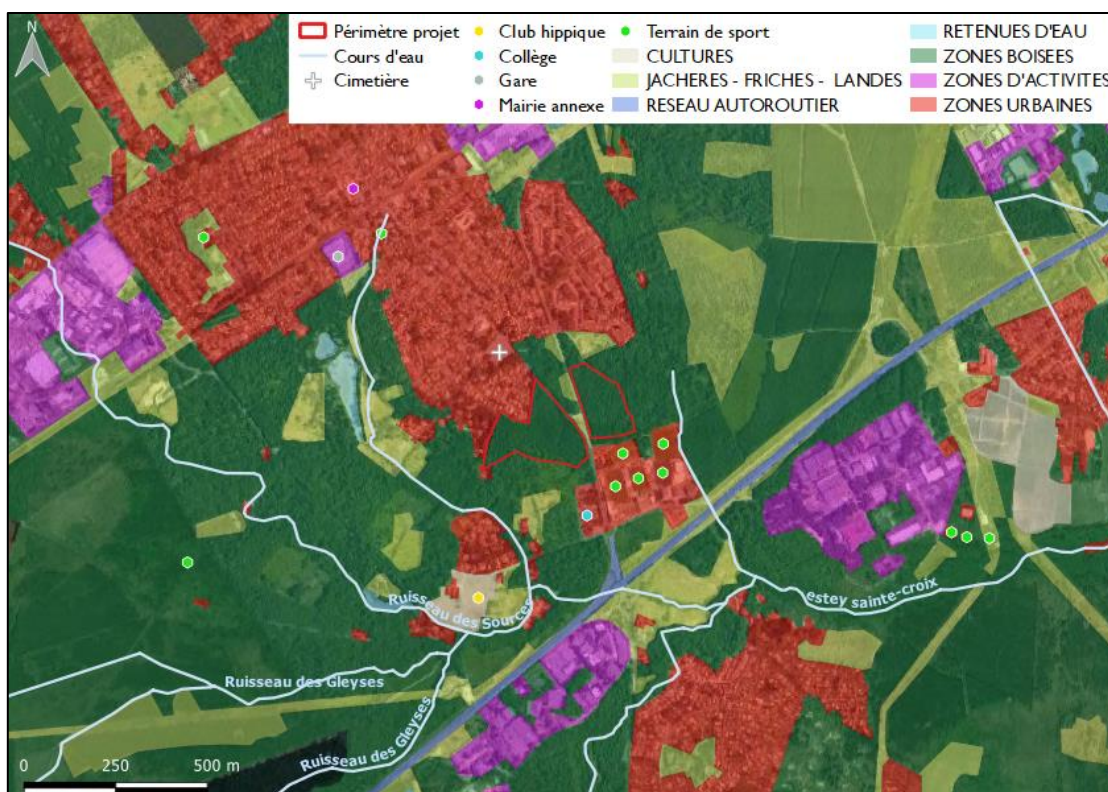 N
Périmètre projet
Cours d'eau
Cimetière
Club hippique
Collège
Gare
Mairie annexe
Terrain de sport
CULTURES
JACHERES - FRICHES - LANDES
RESEAU AUTOROUTIER
RETENUES D'EAU
ZONES BOISEES
ZONES D'ACTIVITES
ZONES URBAINES
Ruisseau des Sources
estey sainte-croix
Ruisseau des Gleyses
Ruisseau des Gleyses
0 250 500 m